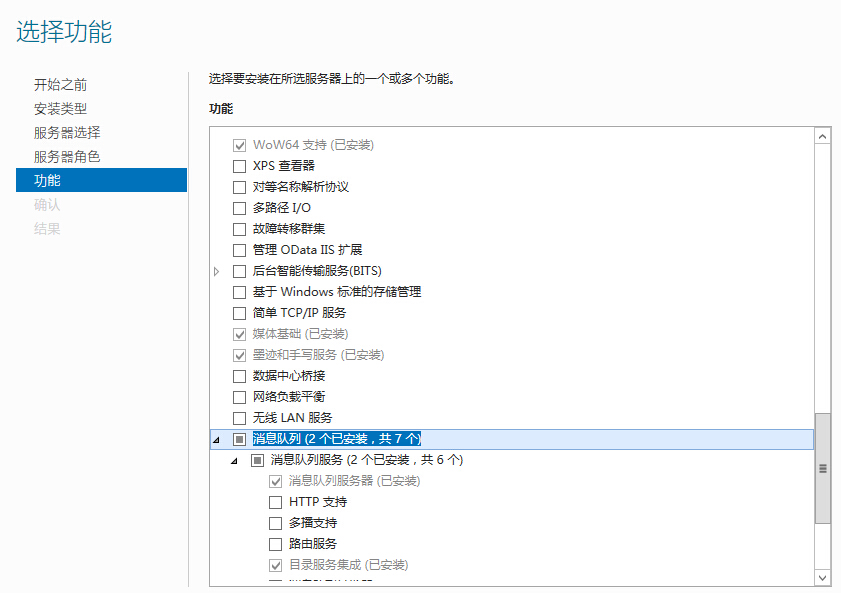 选择功能
开始之前
安装类型
服务器选择
服务器角色
功能
确认
结果
选择要安装在所选服务器上的一个或多个功能。
功能
WoW64 支持 (已安装)
XPS 查看器
对等名称解析协议
多路径 I/O
故障转移群集
管理 OData IIS 扩展
后台智能传输服务(BITS)
基于 Windows 标准的存储管理
简单 TCP/IP 服务
媒体基础 (已安装)
墨迹和手写服务 (已安装)
数据中心桥接
网络负载平衡
无线 LAN 服务
消息队列 (2 个已安装，共 7 个)
消息队列服务 (2 个已安装，共 6 个)
消息队列服务器 (已安装)
HTTP 支持
多播支持
路由服务
目录服务集成 (已安装)